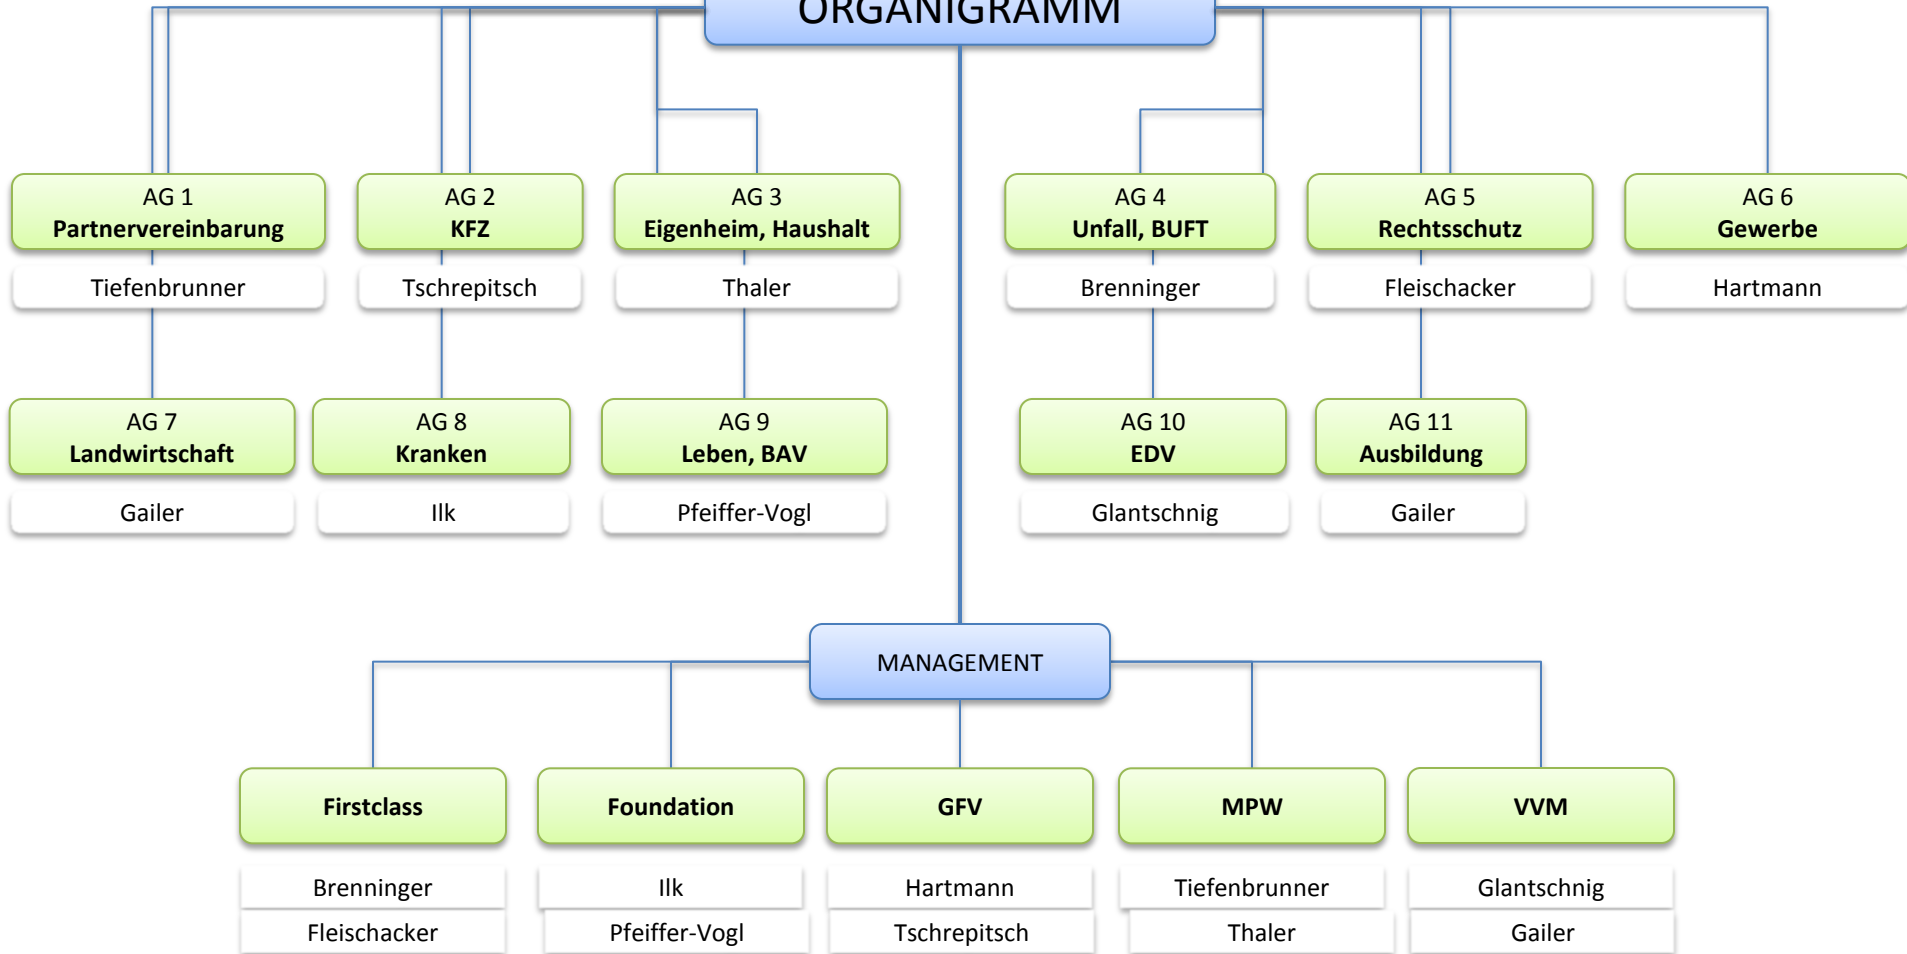 ORGANIGRAMM
AG 1
Partnervereinbarung
Tiefenbrunner
AG 2
KFZ
Tschrepitsch
AG 3
Eigenheim, Haushalt
Thaler
AG 4
Unfall, BUFT
Brenninger
AG 5
Rechtsschutz
Fleischacker
AG 6
Gewerbe
Hartmann
AG 7
Landwirtschaft
Gailer
AG 8
Kranken
Ilk
AG 9
Leben, BAV
Pfeiffer-Vogl
AG 10
EDV
Glantschnig
AG 11
Ausbildung
Gailer
MANAGEMENT
Firstclass
Brenninger
Fleischacker
Foundation
Ilk
Pfeiffer-Vogl
GFV
Hartmann
Tschrepitsch
MPW
Tiefenbrunner
Thaler
VVM
Glantschnig
Gailer